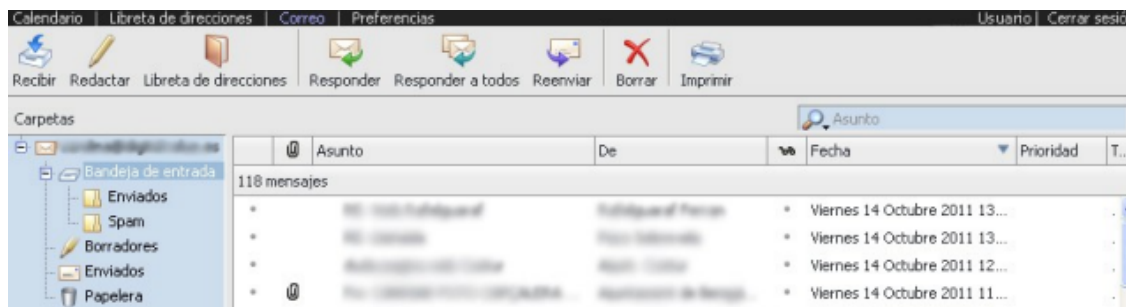 Calendario | Libreta de direcciones | Correo | Preferencias Usuario | Cerrar sesió
Recibir Redactar Libreta de direcciones Responder Responder a todos Reenviar Borrar Imprimir
Carpetas Asunto
Asunto De Fecha Prioridad T...
Bandeja de entrada 118 mensajes
Enviados Viernes 14 Octubre 2011 13...
Spam Viernes 14 Octubre 2011 13...
Borradores
Enviados Viernes 14 Octubre 2011 12...
Papelera Viernes 14 Octubre 2011 11...